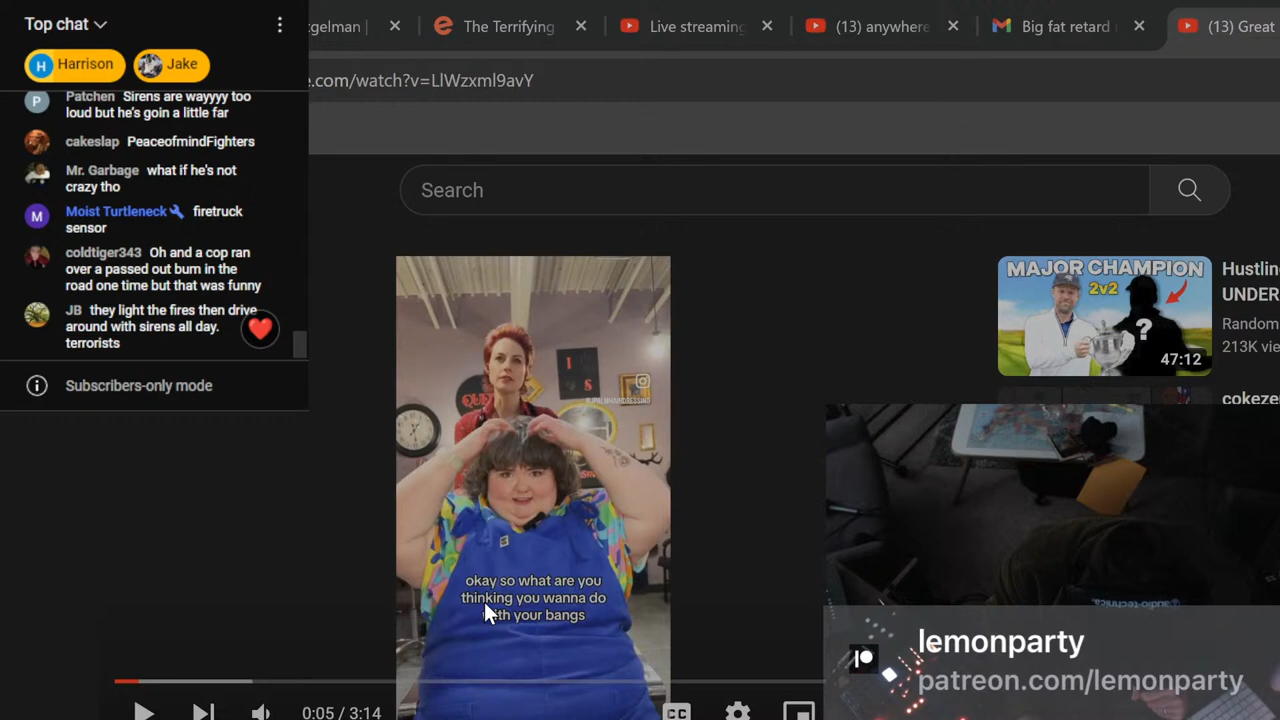 Top chat
Harrison
Jake
Patchen Sirens are wayyyy too
loud but he's goin a little far
cakeslap PeaceofmindFighters
Mr. Garbage what if he's not
crazy tho
Moist Turtleneck firetruck
sensor
coldtiger343 Oh and a cop ran
over a passed out bum in the
road one time but that was funny
JB they light the fires then drive
around with sirens all day.
terrorists
Subscribers-only mode
gelman |
The Terrifying
Live streaming
(13) anywhere
Big fat retard
(13) Great
e.com/watch?v=LlWzxml9avY
Search
okay so what are you
thinking you wanna do
with your bangs
0:05 / 3:14
CC
MAJOR CHAMPION
2v2
?
47:12
Hustlin
UNDER
Random
213K vie
cokeze
audio-technica
lemonparty
patreon.com/lemonparty